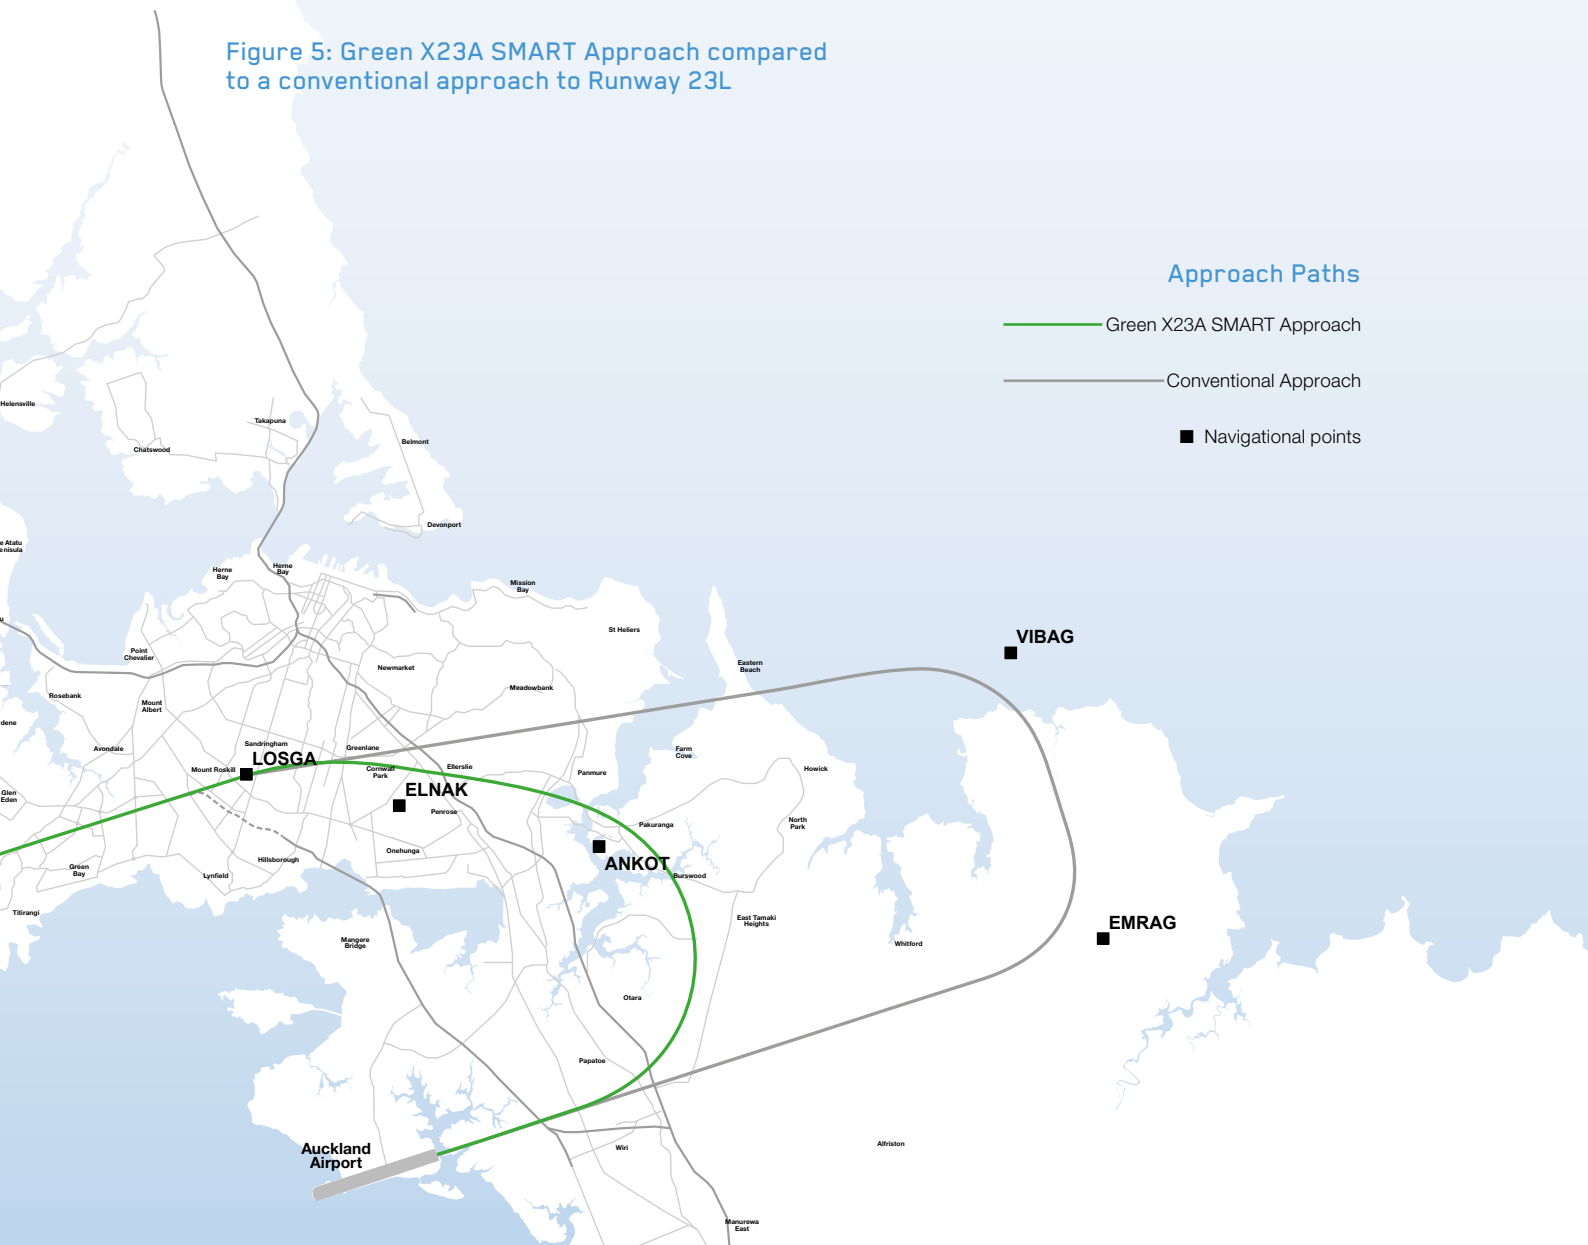 Figure 5: Green X23A SMART Approach compared
to a conventional approach to Runway 23L
Approach Paths
Green X23A SMART Approach
Conventional Approach
Navigational points
Helensville
Takapuna
Chatswood
Belmont
Devonport
e Atatu
eninsula
Herne
Bay
Herne
Bay
Mission
Bay
u
St Heliers
VIBAG
Point
Chevalier
Newmarket
Eastern
Beach
Meadowbank
Rosebank
Mount
Albert
dene
Avondale
Sandringham
Greenlane
Farm
Cove
LOSGA
Mount Roskill
Cornwall
Park
Ellerslie
Panmure
Howick
ELNAK
Glen
Eden
Penrose
Pakuranga
North
Park
Onehunga
ANKOT
Hillsborough
Green
Bay
Lynfield
Burswood
Titirangi
East Tamaki
Heights
EMRAG
Mangere
Bridge
Whitford
Otara
Papatoe
Auckland
Airport
Wiri
Alfriston
Manurewa
East